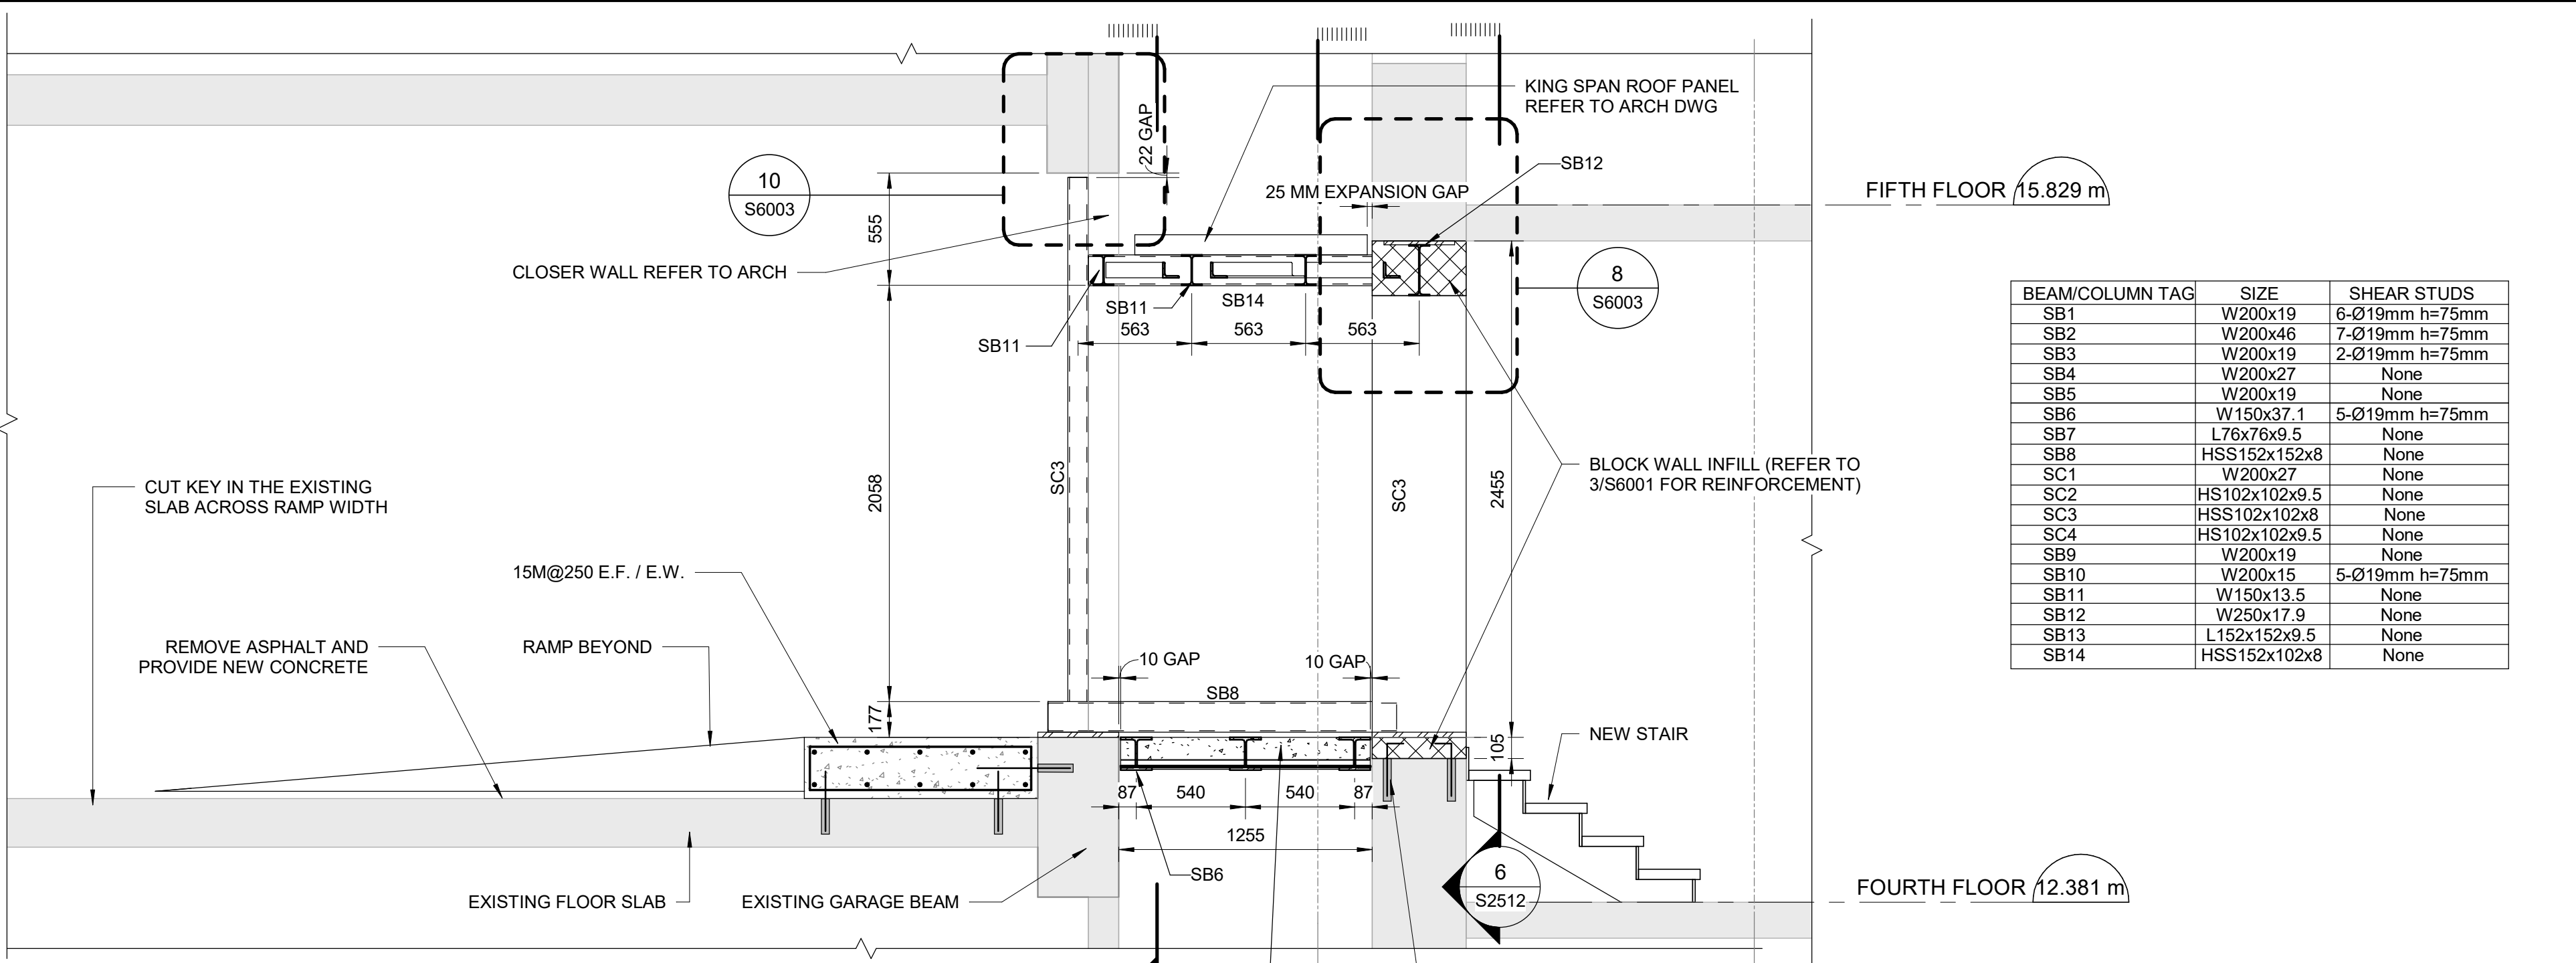 KING SPAN ROOF PANEL
REFER TO ARCH DWG
22 GAP
SB12
10
S6003
25 MM EXPANSION GAP
FIFTH FLOOR 15.829 m
555
CLOSER WALL REFER TO ARCH
8
S6003
SB11
SB14
563
563
563
SB11
BEAM/COLUMN TAG SIZE SHEAR STUDS
SB1 W200x19 6-Ø19mm h=75mm
SB2 W200x46 7-Ø19mm h=75mm
SB3 W200x19 2-Ø19mm h=75mm
SB4 W200x27 None
SB5 W200x19 None
SB6 W150x37.1 5-Ø19mm h=75mm
SB7 L76x76x9.5 None
SB8 HSS152x152x8 None
SC1 W200x27 None
SC2 HS102x102x9.5 None
SC3 HSS102x102x8 None
SC4 HS102x102x9.5 None
SB9 W200x19 None
SB10 W200x15 5-Ø19mm h=75mm
SB11 W150x13.5 None
SB12 W250x17.9 None
SB13 L152x152x9.5 None
SB14 HSS152x102x8 None
CUT KEY IN THE EXISTING
SLAB ACROSS RAMP WIDTH
2058
SC3
SC3
2455
BLOCK WALL INFILL (REFER TO
3/S6001 FOR REINFORCEMENT)
15M@250 E.F. / E.W.
REMOVE ASPHALT AND
PROVIDE NEW CONCRETE
RAMP BEYOND
10 GAP
10 GAP
SB8
177
105
NEW STAIR
87
540
540
87
1255
SB6
EXISTING FLOOR SLAB
EXISTING GARAGE BEAM
6
S2512
FOURTH FLOOR 12.381 m